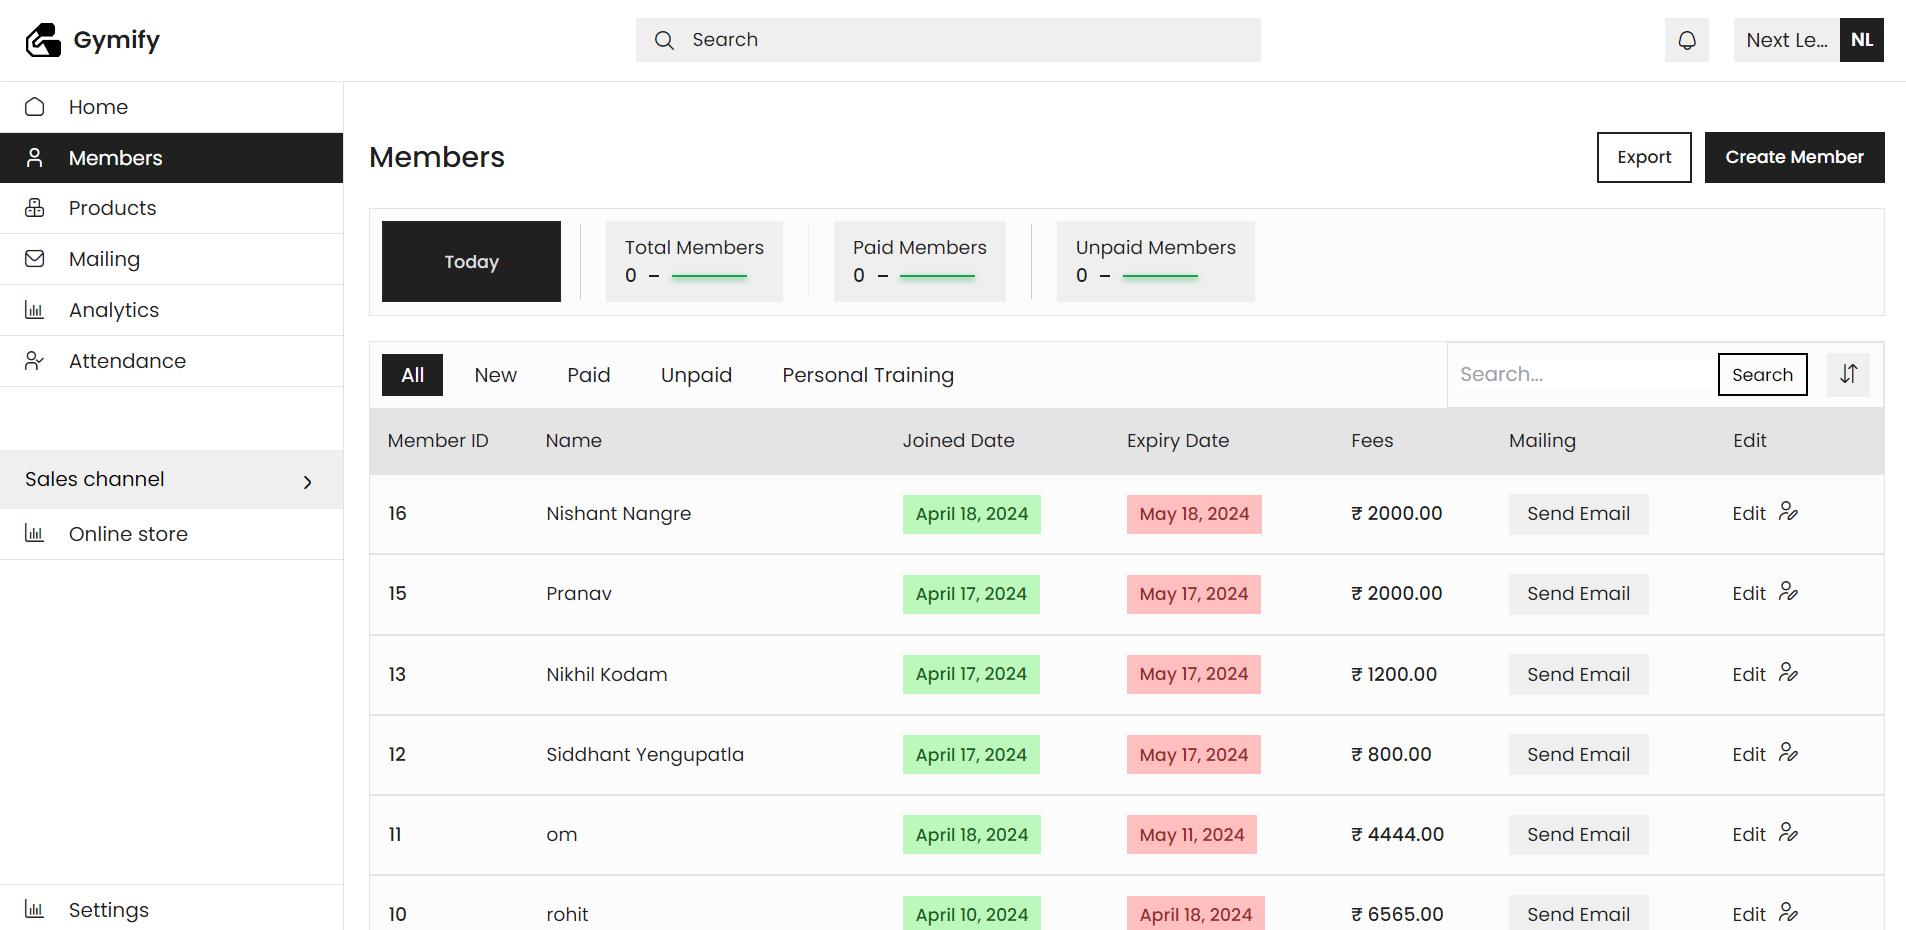 Gymify
Search
Next Le...
NL
Home
Members
Products
Mailing
Analytics
Attendance
Sales channel
Online store
Settings
Members
Export
Create Member
Today
Total Members
0 –
Paid Members
0 –
Unpaid Members
0 –
All New Paid Unpaid Personal Training
Search... Search
Member ID Name Joined Date Expiry Date Fees Mailing Edit
16 Nishant Nangre April 18, 2024 May 18, 2024 ₹ 2000.00 Send Email Edit
15 Pranav April 17, 2024 May 17, 2024 ₹ 2000.00 Send Email Edit
13 Nikhil Kodam April 17, 2024 May 17, 2024 ₹ 1200.00 Send Email Edit
12 Siddhant Yengupatla April 17, 2024 May 17, 2024 ₹ 800.00 Send Email Edit
11 om April 18, 2024 May 11, 2024 ₹ 4444.00 Send Email Edit
10 rohit April 10, 2024 April 18, 2024 ₹ 6565.00 Send Email Edit